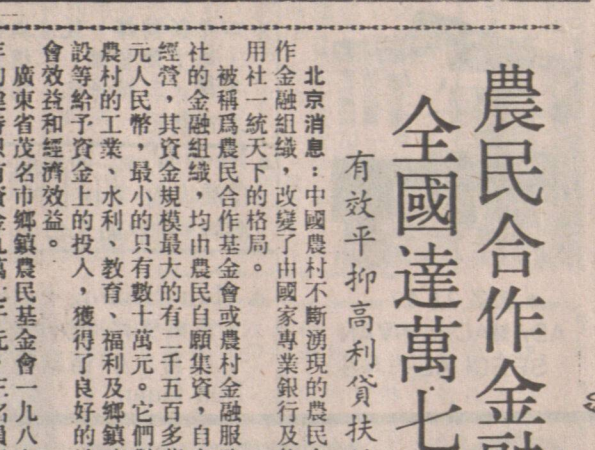 農民合作金融
全國達萬七
有效平抑高利貸扶
北京消息：中國農村不斷湧現的農民
作金融組織，改變了由國家專業銀行及
用社一統天下的格局。
被稱爲農民合作基金會或農村金融服
社的金融組織，均由農民自願集資，自
經營，其資金規模最大的有二千五百多
元人民幣，最小的只有數十萬元。它們
農村的工業、水利、教育、福利及鄉鎮
設等給予資金上的投入，獲得了良好的
會效益和經濟效益。
廣東省茂名市鄉鎮農民基金會一九八